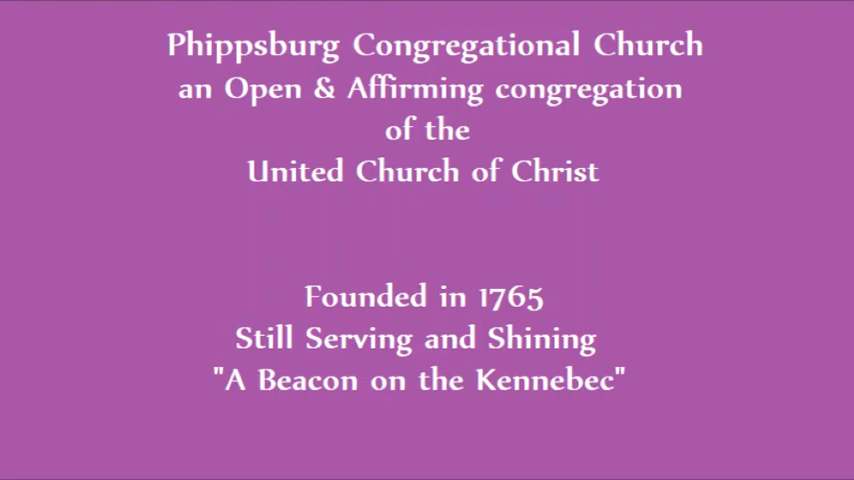 Phippsburg Congregational Church
an Open & Affirming congregation
of the
United Church of Christ
Founded in 1765
Still Serving and Shining
"A Beacon on the Kennebec"